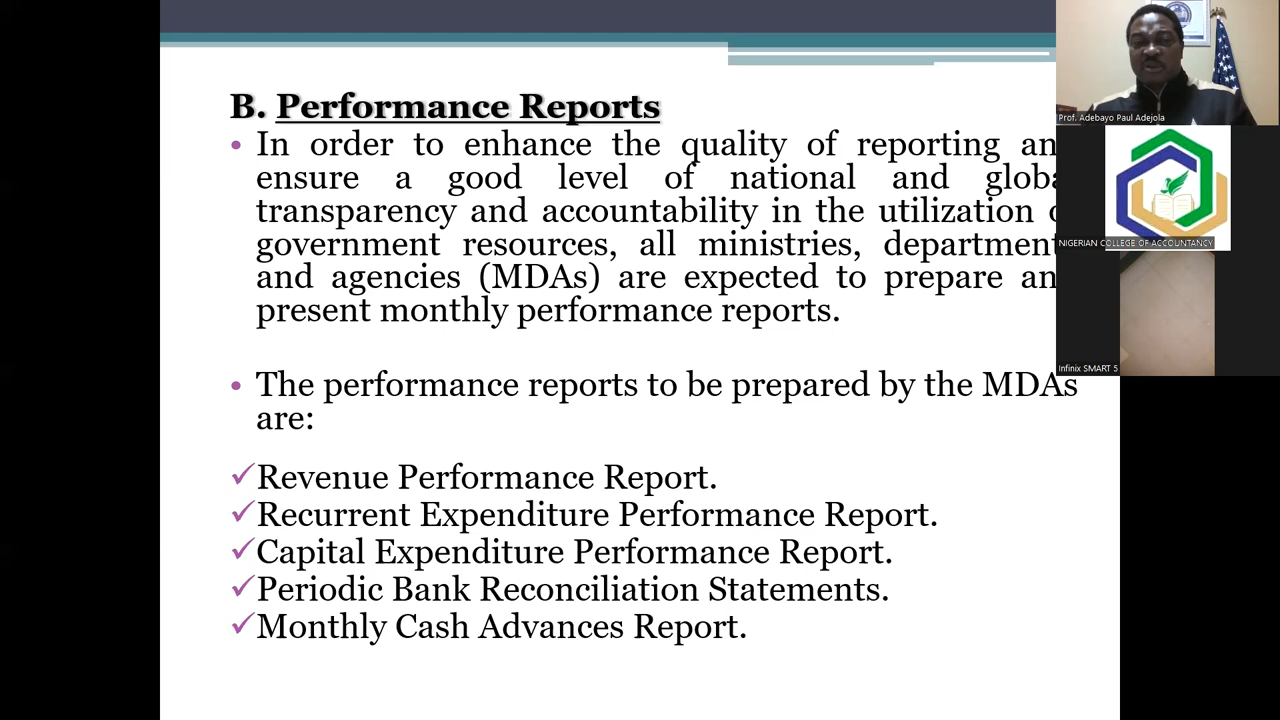 B. Performance Reports
• In order to enhance the quality of reporting an
ensure a good level of national and globa
transparency and accountability in the utilization
government resources, all ministries, department
and agencies (MDAs) are expected to prepare an
present monthly performance reports.
• The performance reports to be prepared by the MDAs
are:
✓Revenue Performance Report.
✓Recurrent Expenditure Performance Report.
✓Capital Expenditure Performance Report.
✓Periodic Bank Reconciliation Statements.
✓Monthly Cash Advances Report.
Prof. Adebayo Paul Adejola
NIGERIAN COLLEGE OF ACCOUNTANCY
Infinix SMART 5